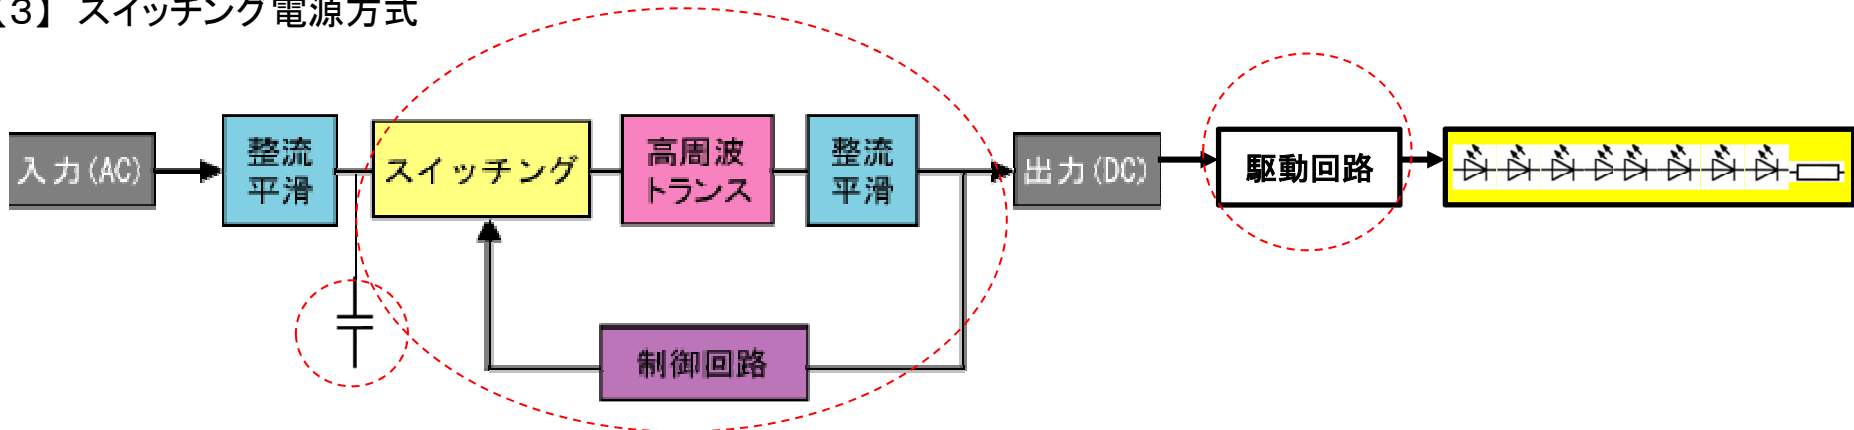 【3】 スイッチング電源方式
入力(AC)
整流
平滑
スイッチング
高周波
トランス
整流
平滑
出力(DC)
駆動回路
制御回路